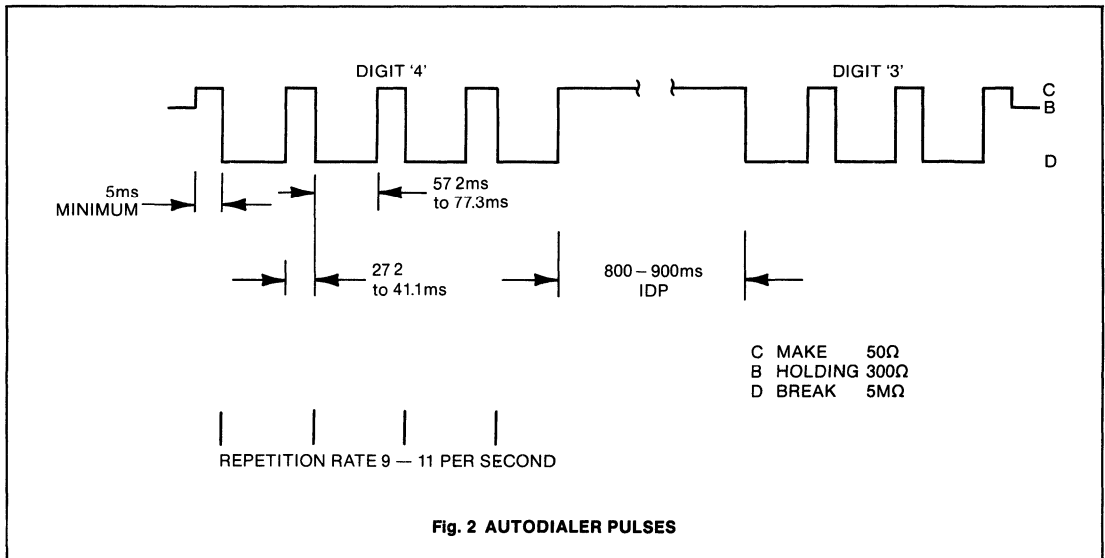 DIGIT ‘4’
DIGIT ‘3’
C
B
D
5ms
MINIMUM
57 2ms
to 77.3ms
27 2
to 41.1ms
800 – 900ms
IDP
C MAKE 50Ω
B HOLDING 300Ω
D BREAK 5MΩ
REPETITION RATE 9 — 11 PER SECOND
Fig. 2 AUTODIALER PULSES